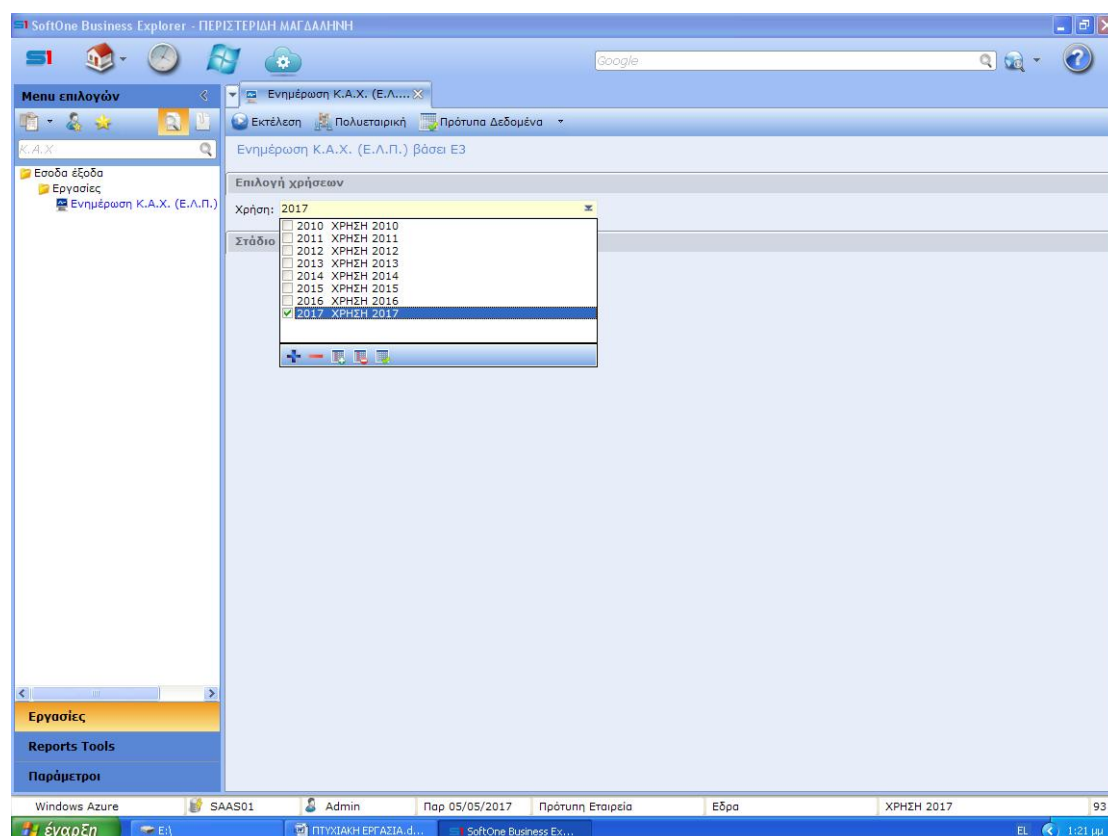 S1 SoftOne Business Explorer - ΠΕΡΙΣΤΕΡΙΔΗ ΜΑΓΔΑΛΗΝΗ
S1
Google
Menu επιλογών
Ενημέρωση Κ.Α.Χ. (Ε.Λ....
Εκτέλεση Πολυεταιρική Πρότυπα Δεδομένα
Κ.Α.Χ
Ενημέρωση Κ.Α.Χ. (Ε.Λ.Π.) βάσει Ε3
Εσοδα έξοδα
Εργασίες
Ενημέρωση Κ.Α.Χ. (Ε.Λ.Π.)
Επιλογή χρήσεων
Χρήση: 2017
2010 ΧΡΗΣΗ 2010
2011 ΧΡΗΣΗ 2011
2012 ΧΡΗΣΗ 2012
2013 ΧΡΗΣΗ 2013
2014 ΧΡΗΣΗ 2014
2015 ΧΡΗΣΗ 2015
2016 ΧΡΗΣΗ 2016
2017 ΧΡΗΣΗ 2017
Στάδιο
Εργασίες
Reports Tools
Παράμετροι
Windows Azure SAAS01 Admin Παρ 05/05/2017 Πρότυπη Εταιρεία Εδρα ΧΡΗΣΗ 2017 93
έναρξη E:\ ΠΤΥΧΙΑΚΗ ΕΡΓΑΣΙΑ.d... S1 SoftOne Business Ex... EL 1:21 μμ